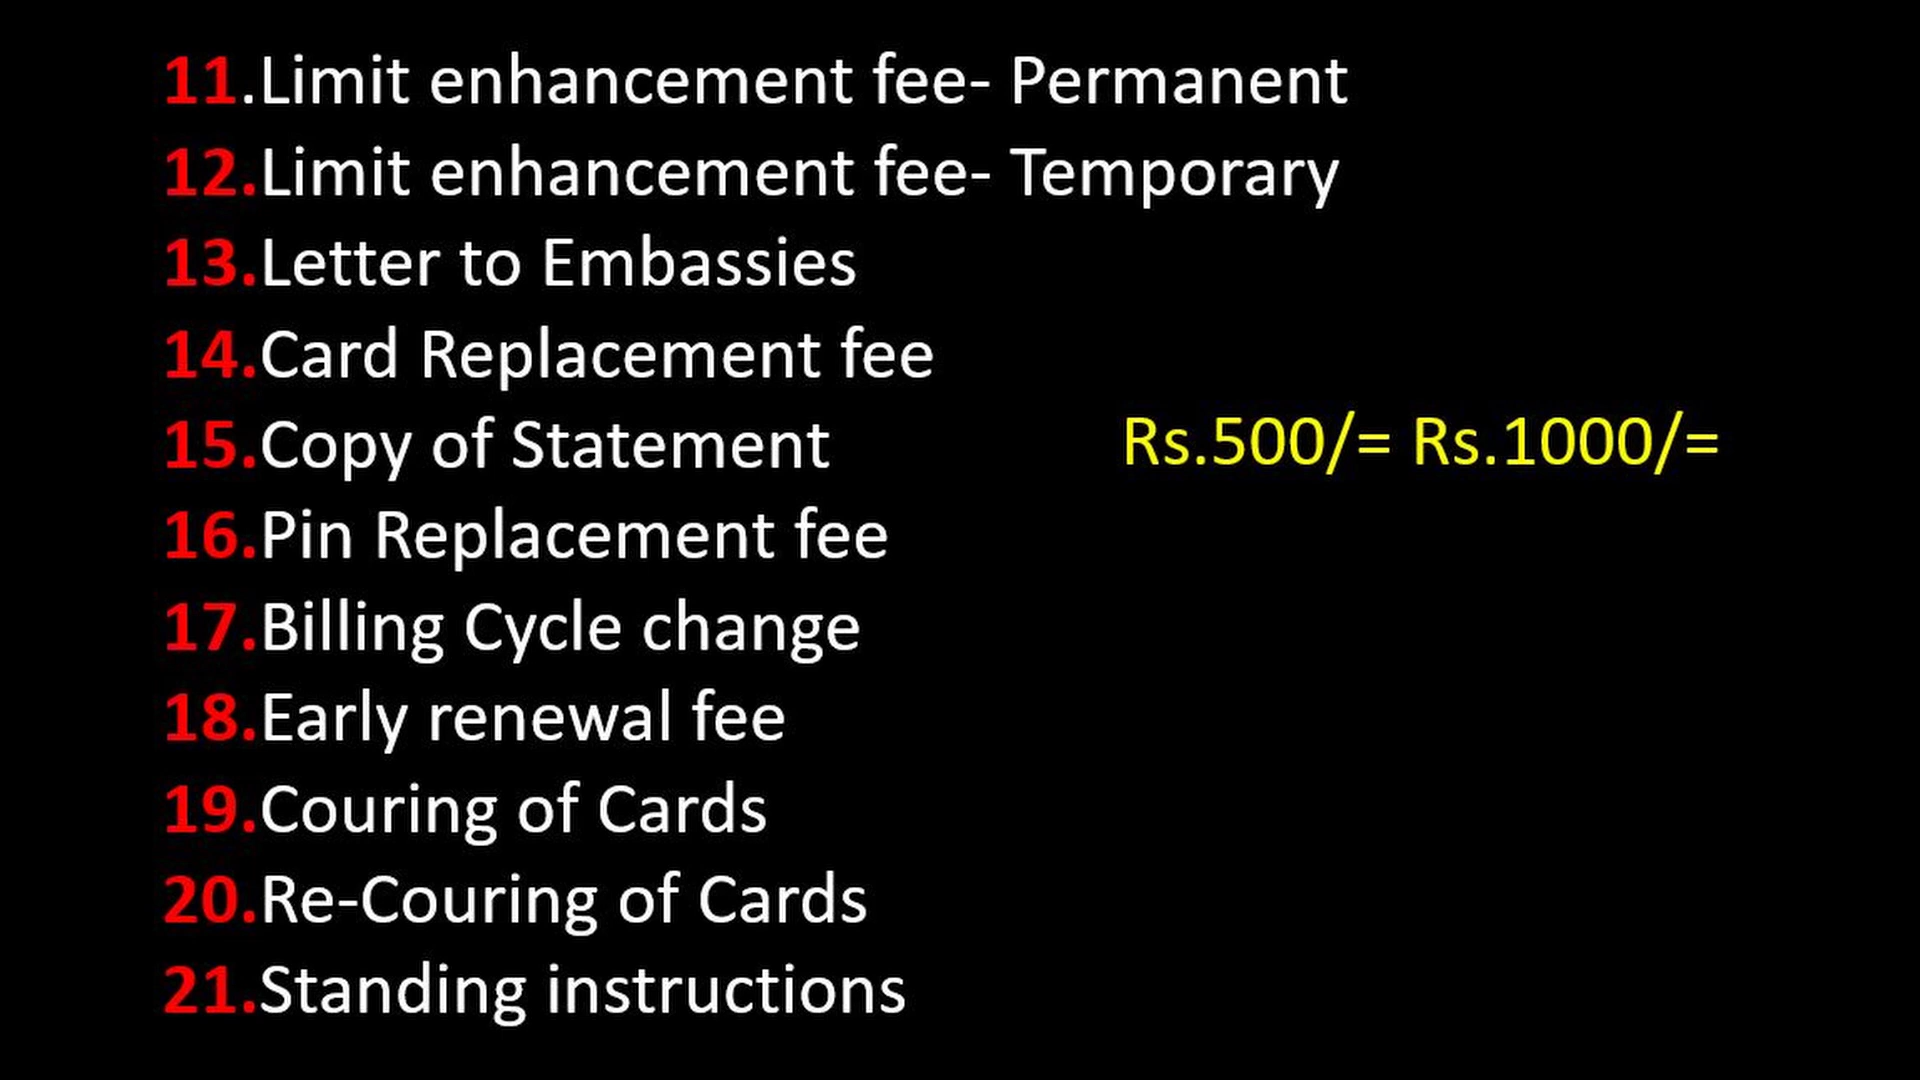 11.Limit enhancement fee- Permanent
12.Limit enhancement fee- Temporary
13.Letter to Embassies
14.Card Replacement fee
15.Copy of Statement Rs.500/= Rs.1000/=
16.Pin Replacement fee
17.Billing Cycle change
18.Early renewal fee
19.Couring of Cards
20.Re-Couring of Cards
21.Standing instructions